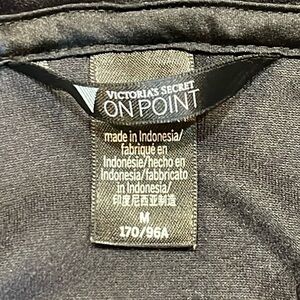 VICTORIA'S SECRET
ON POINT
made in Indonesia/
fabriqué en
Indonésie/hecho en
Indonesia/fabbricato
in Indonesia/
印度尼西亚制造
M
170/96A